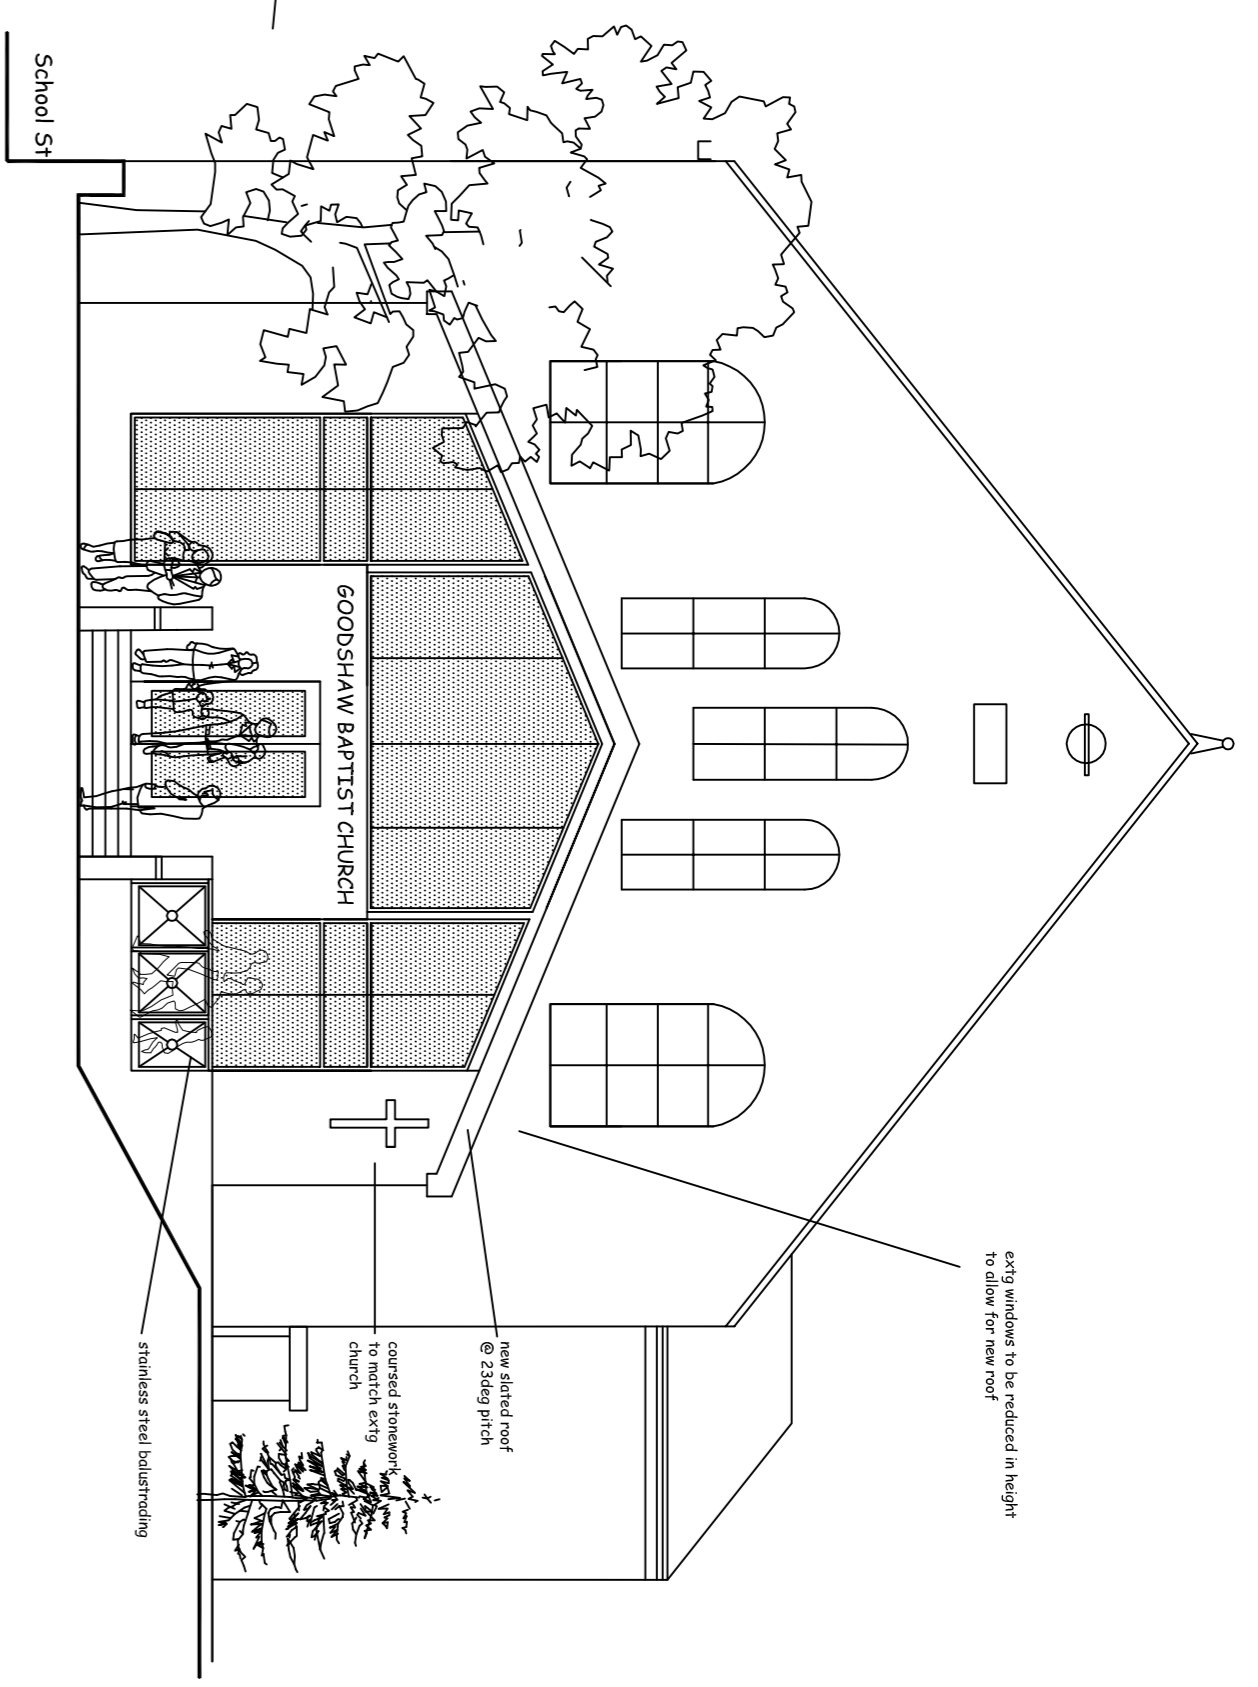 extg windows to be reduced in height
to allow for new roof
new slated roof
@ 23deg pitch
coursed stonework
to match extg
church
GOODSHAW BAPTIST CHURCH
stainless steel balustrading
School St